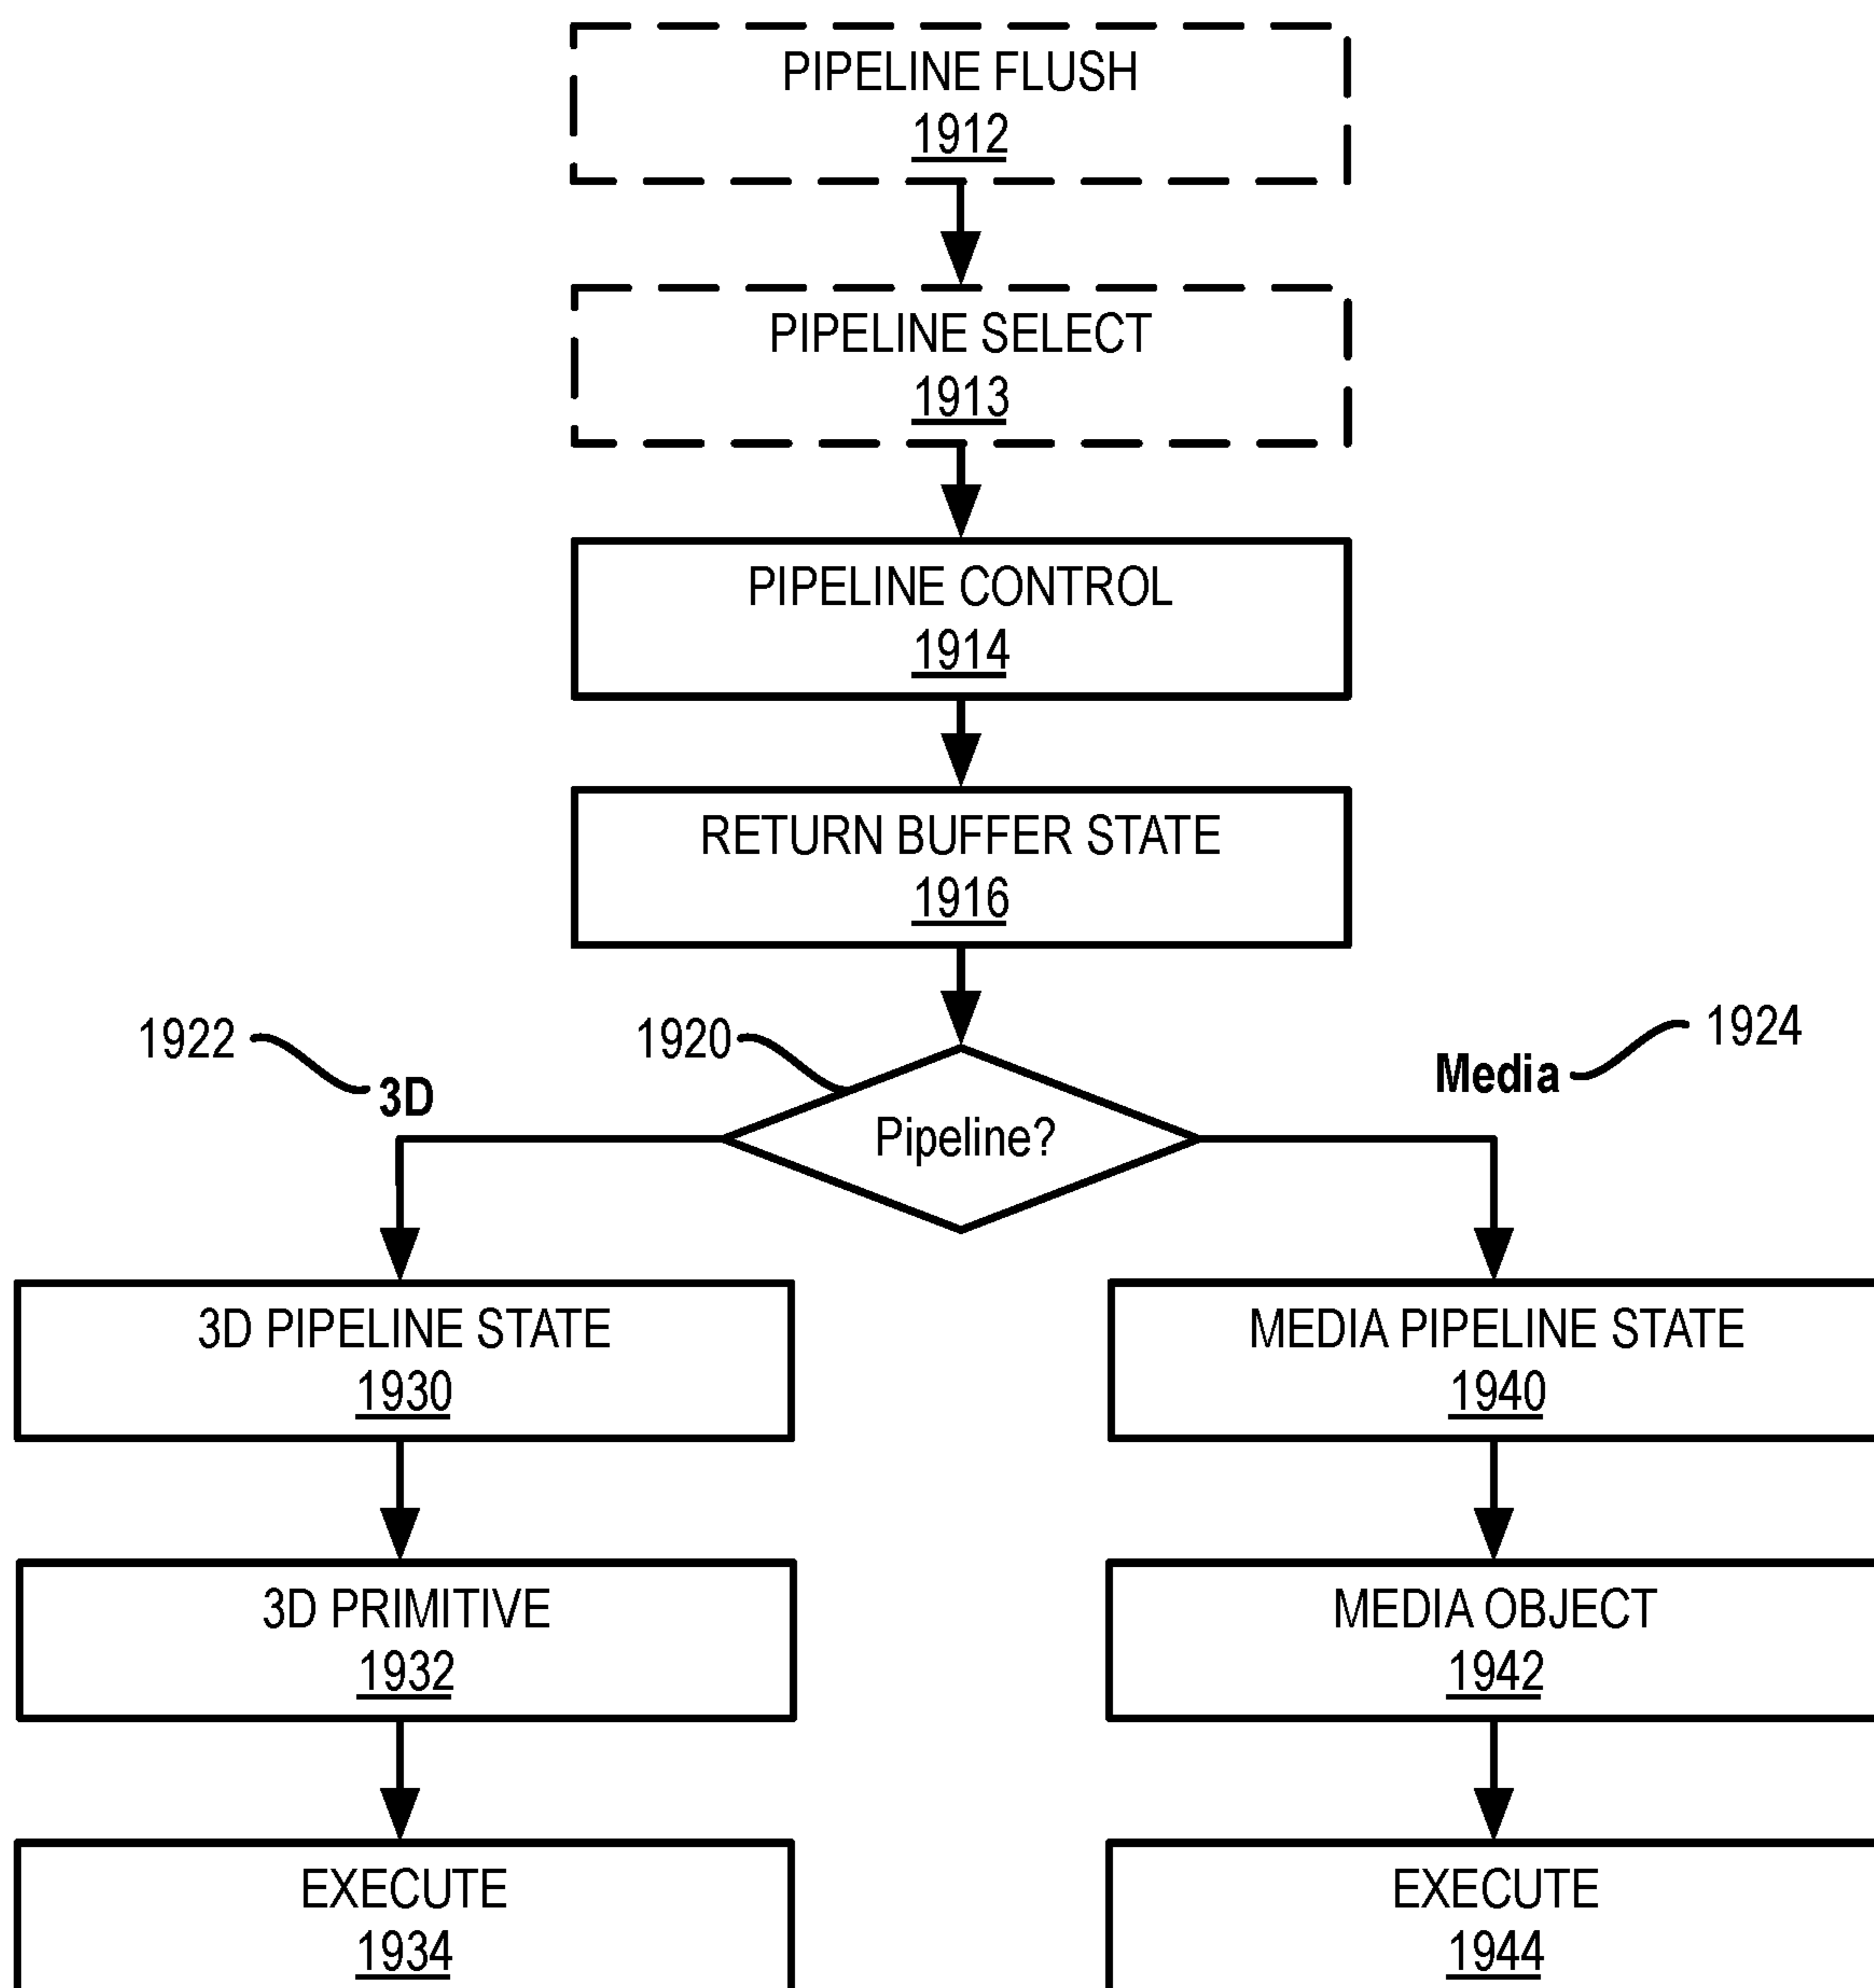 PIPELINE FLUSH
1912
PIPELINE SELECT
1913
PIPELINE CONTROL
1914
RETURN BUFFER STATE
1916
1922
3D
1920
Pipeline?
Media
1924
3D PIPELINE STATE
1930
MEDIA PIPELINE STATE
1940
3D PRIMITIVE
1932
MEDIA OBJECT
1942
EXECUTE
1934
EXECUTE
1944